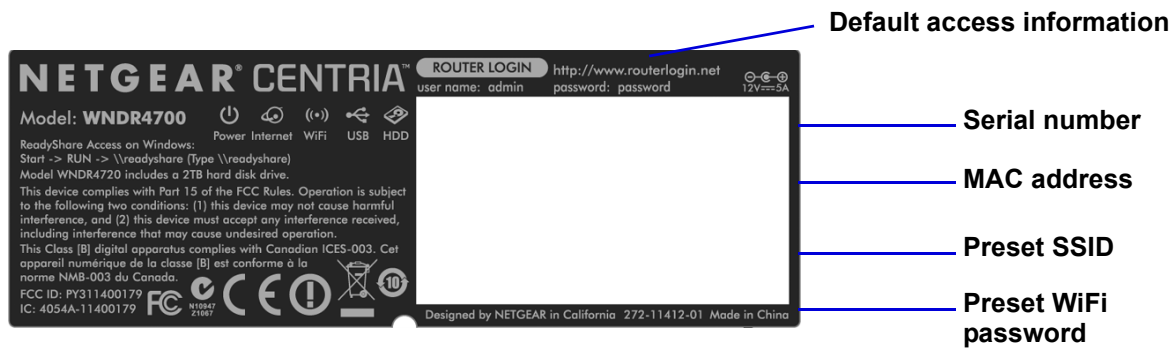 Default access information
NETGEAR® CENTRIA™
ROUTER LOGIN http://www.routerlogin.net
user name: admin password: password
12V 5A
Model: WNDR4700
Power Internet WiFi USB HDD
ReadyShare Access on Windows:
Start -> RUN -> \\readyshare (Type \\readyshare)
Model WNDR4720 includes a 2TB hard disk drive.
This device complies with Part 15 of the FCC Rules. Operation is subject
to the following two conditions: (1) this device may not cause harmful
interference, and (2) this device must accept any interference received,
including interference that may cause undesired operation.
This Class [B] digital apparatus complies with Canadian ICES-003. Cet
appareil numérique de la classe [B] est conforme à la
norme NMB-003 du Canada.
FCC ID: PY311400179
IC: 4054A-11400179
FC
N10947
Z1067
CE
10
Designed by NETGEAR in California 272-11412-01 Made in China
Serial number
MAC address
Preset SSID
Preset WiFi
password